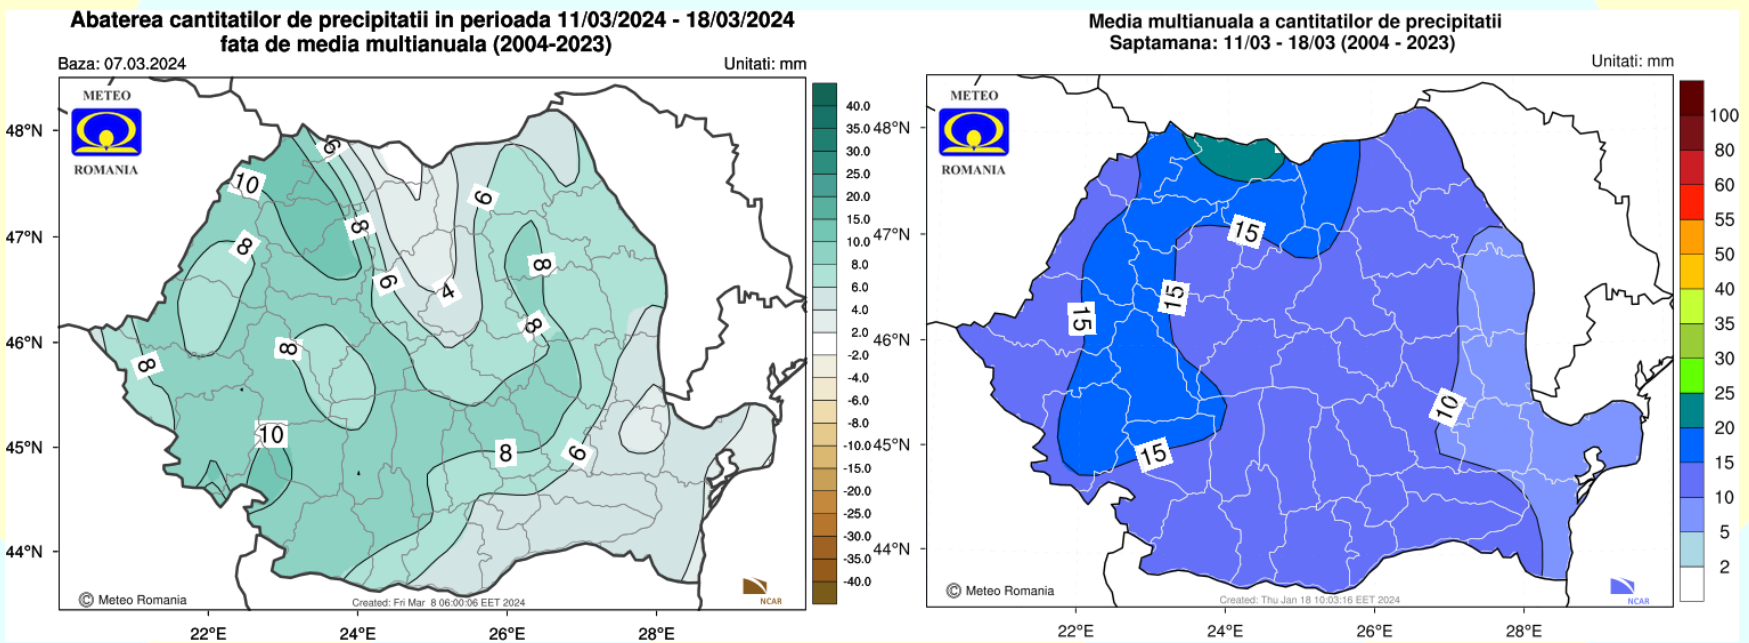 Abaterea cantitatilor de precipitatii in perioada 11/03/2024 - 18/03/2024
fata de media multianuala (2004-2023)
Baza: 07.03.2024
Unitati: mm
METEO
ROMANIA
48°N
47°N
46°N
45°N
44°N
22°E
24°E
26°E
28°E
6
10
8
8
6
6
4
8
8
8
8
10
8
6
40.0
35.0
30.0
25.0
20.0
15.0
10.0
8.0
6.0
4.0
2.0
-2.0
-4.0
-6.0
-8.0
-10.0
-15.0
-20.0
-25.0
-30.0
-35.0
-40.0
© Meteo Romania
Created: Fri Mar 8 06:00:06 EET 2024
NCAR
Media multianuala a cantitatilor de precipitatii
Saptamana: 11/03 - 18/03 (2004 - 2023)
Unitati: mm
METEO
ROMANIA
48°N
47°N
46°N
45°N
44°N
22°E
24°E
26°E
28°E
15
15
15
10
15
100
80
60
55
50
40
35
30
25
20
15
10
5
2
© Meteo Romania
Created: Thu Jan 18 10:03:16 EET 2024
NCAR